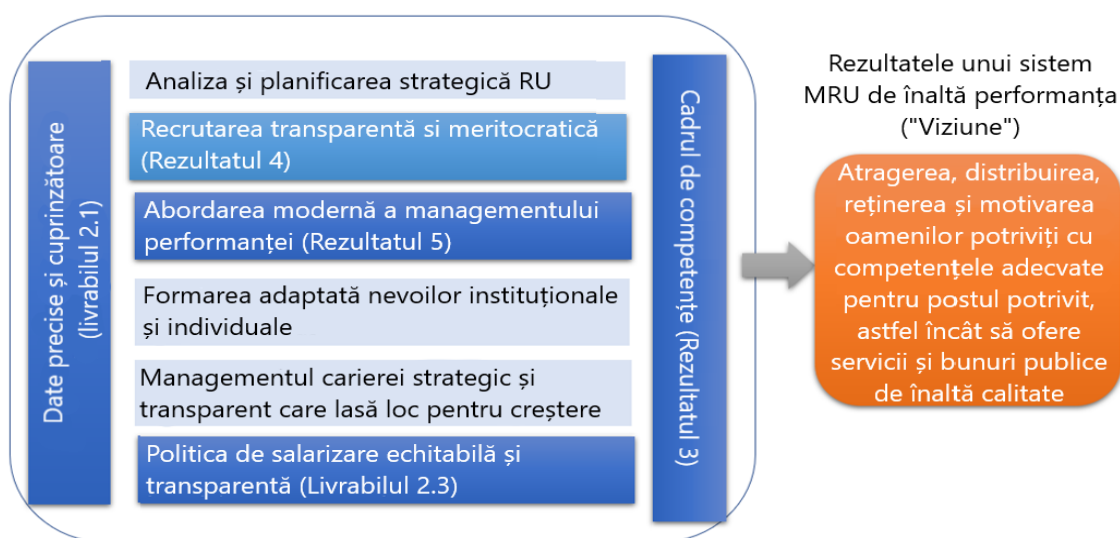 Date precise și cuprinzătoare
(livrabilul 2.1)
Analiza și planificarea strategică RU
Recrutarea transparentă si meritocratică
(Rezultatul 4)
Abordarea modernă a managementului
performanței (Rezultatul 5)
Formarea adaptată nevoilor instituționale
și individuale
Managementul carierei strategic și
transparent care lasă loc pentru creștere
Politica de salarizare echitabilă și
transparentă (Livrabilul 2.3)
Cadrul de competențe (Rezultatul 3)
Rezultatele unui sistem
MRU de înaltă performanța
("Viziune")
Atragerea, distribuirea,
reținerea și motivarea
oamenilor potriviți cu
competențele adecvate
pentru postul potrivit,
astfel încât să ofere
servicii și bunuri publice
de înaltă calitate